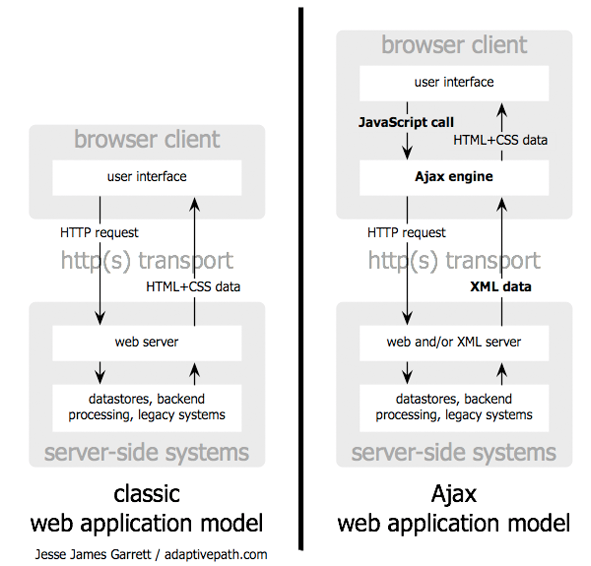 browser client
user interface
HTTP request
http(s) transport
HTML+CSS data
web server
datastores, backend
processing, legacy systems
server-side systems
classic
web application model
Jesse James Garrett / adaptivepath.com
browser client
user interface
JavaScript call
HTML+CSS data
Ajax engine
HTTP request
http(s) transport
XML data
web and/or XML server
datastores, backend
processing, legacy systems
server-side systems
Ajax
web application model